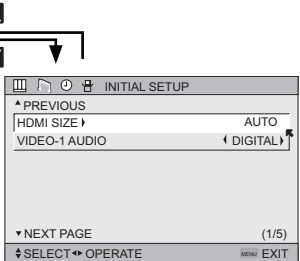 INITIAL SETUP
PREVIOUS
HDMI SIZE AUTO
VIDEO-1 AUDIO DIGITAL
NEXT PAGE (1/5)
SELECT OPERATE MENU EXIT